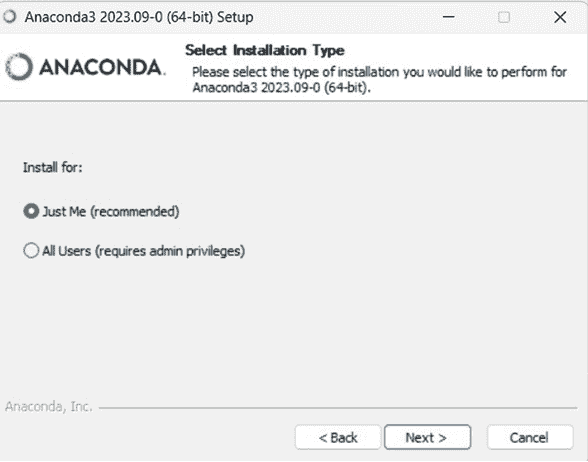 Anaconda3 2023.09-0 (64-bit) Setup
ANACONDA.
Select Installation Type
Please select the type of installation you would like to perform for
Anaconda3 2023.09-0 (64-bit).
Install for:
Just Me (recommended)
All Users (requires admin privileges)
Anaconda, Inc.
< Back Next > Cancel